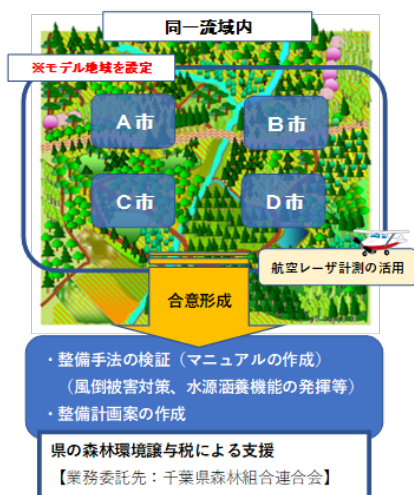 同一流域内
※モデル地域を設定
A市
B市
C市
D市
航空レーザ計測の活用
合意形成
・整備手法の検証（マニュアルの作成）
（風倒被害対策、水源涵養機能の発揮等）
・整備計画案の作成
県の森林環境譲与税による支援
【業務委託先：千葉県森林組合連合会】